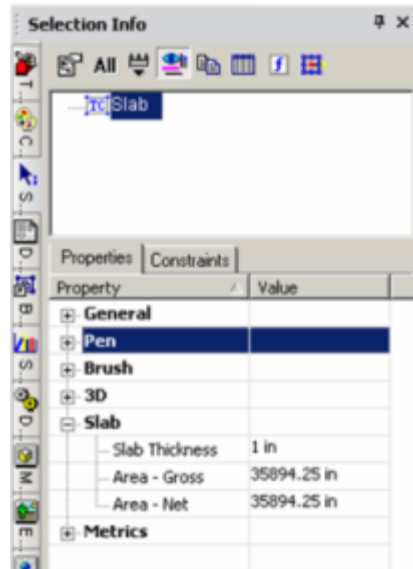 Selection Info
All
TC Slab
T...
C...
S...
D...
B...
S...
D...
M...
E...
Properties Constraints
Property Value
General
Pen
Brush
3D
Slab
Slab Thickness 1 in
Area - Gross 35894.25 in
Area - Net 35894.25 in
Metrics